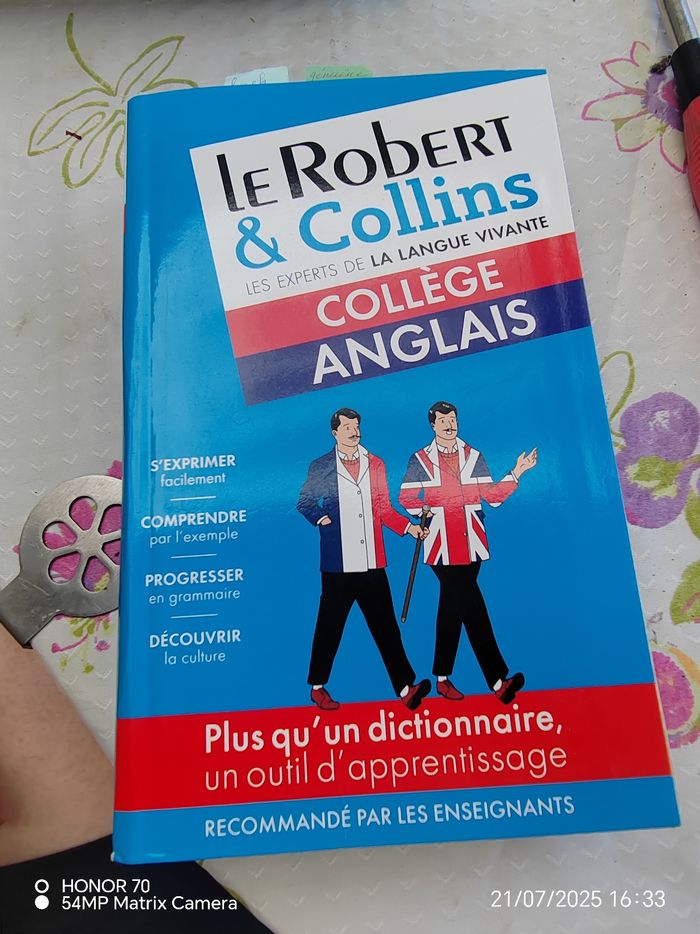 génuine
le Robert
& Collins
LES EXPERTS DE LA LANGUE VIVANTE
COLLÈGE
ANGLAIS
S'EXPRIMER
facilement
COMPRENDRE
par l'exemple
PROGRESSER
en grammaire
DÉCOUVRIR
la culture
Plus qu'un dictionnaire,
un outil d'apprentissage
RECOMMANDÉ PAR LES ENSEIGNANTS
HONOR 70
54MP Matrix Camera
21/07/2025 16:33